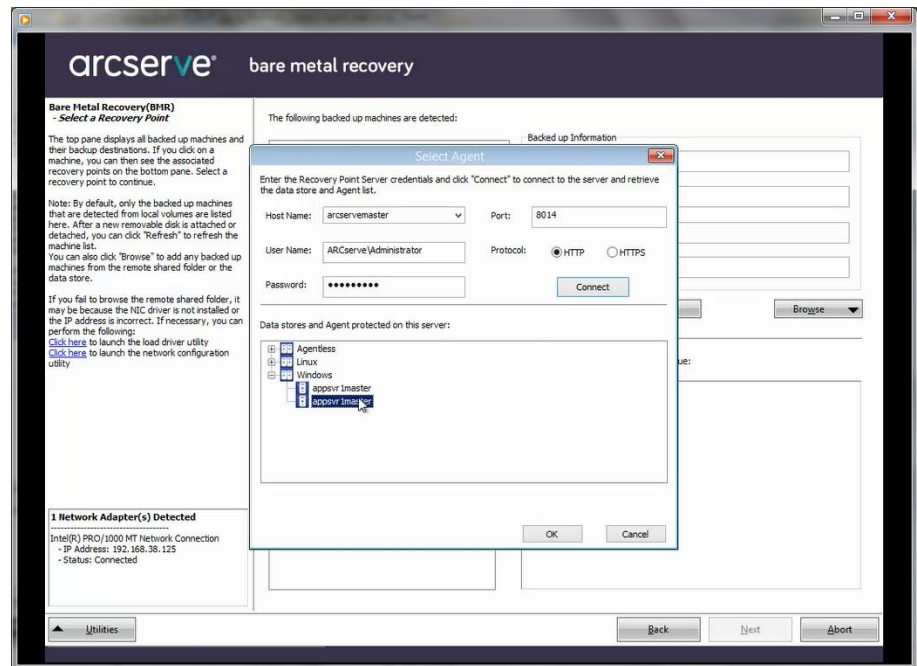 arcserve® bare metal recovery
Bare Metal Recovery(BMR)
- Select a Recovery Point
The top pane displays all backed up machines and
their backup destinations. If you click on a
machine, you can then see the associated
recovery points on the bottom pane. Select a
recovery point to continue.
Note: By default, only the backed up machines
that are detected from local volumes are listed
here. After a new removable disk is attached or
detached, you can click "Refresh" to refresh the
machine list.
You can also click "Browse" to add any backed up
machines from the remote shared folder or the
data store.
If you fail to browse the remote shared folder, it
may be because the NIC driver is not installed or
the IP address is incorrect. If necessary, you can
perform the following:
Click here to launch the load driver utility
Click here to launch the network configuration
utility
1 Network Adapter(s) Detected
Intel(R) PRO/1000 MT Network Connection
- IP Address: 192.168.38.125
- Status: Connected
The following backed up machines are detected:
Backed up Information
Select Agent
Enter the Recovery Point Server credentials and click "Connect" to connect to the server and retrieve
the data store and Agent list.
Host Name: arcservemaster Port: 8014
User Name: ARCserve\Administrator Protocol: HTTP HTTPS
Password: ●●●●●●●●● Connect
Data stores and Agent protected on this server:
Agentless
Linux
Windows
appsvr1master
appsvr1master
OK Cancel
Browse
ue:
Utilities Back Next Abort